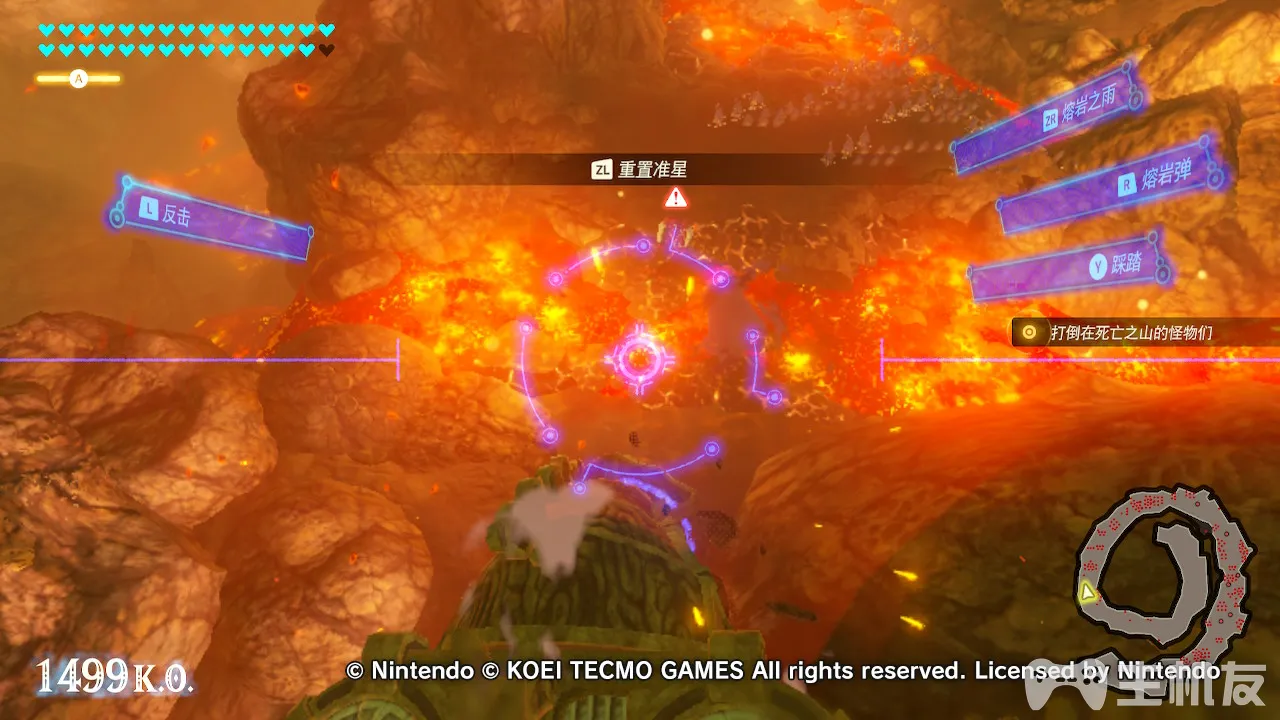 A
ZL 重置准星
ZR 熔岩之雨
L 反击
R 熔岩弹
Y 踩踏
打倒在死亡之山的怪物们
1499 K.O.
© Nintendo © KOEI TECMO GAMES All rights reserved. Licensed by Nintendo
主机友